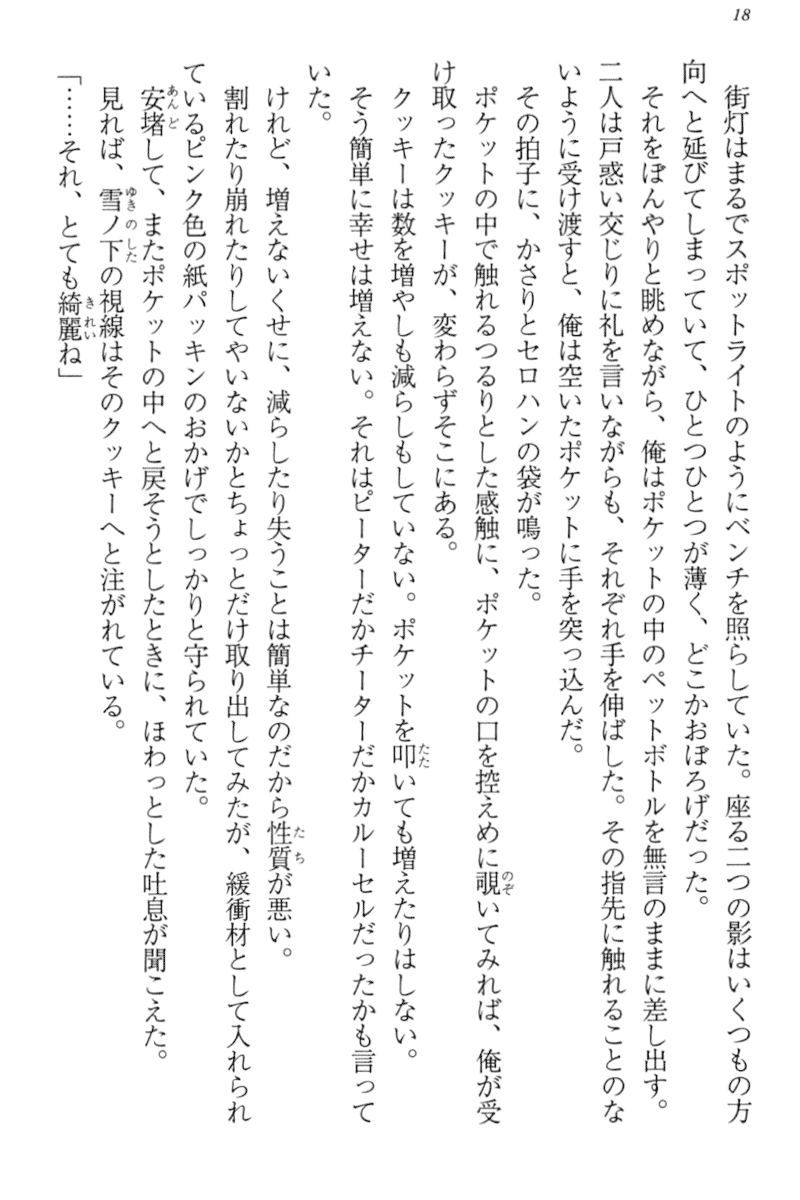 18
街灯はまるでスポットライトのようにベンチを照らしていた。座る二つの影はいくつもの方
向へと延びてしまっていて、ひとつひとつが薄く、どこかおぼろげだった。
それをぼんやりと眺めながら、俺はポケットの中のペットボトルを無言のままに差し出す。
二人は戸惑い交じりに礼を言いながらも、それぞれ手を伸ばした。その指先に触れることのな
いように受け渡すと、俺は空いたポケットに手を突っ込んだ。
その拍子に、かさりとセロハンの袋が鳴った。
ポケットの中で触れるつるりとした感触に、ポケットの口を控えめに覗いてみれば、俺が受
け取ったクッキーが、変わらずそこにある。
クッキーは数を増やしも減らしもしていない。ポケットを叩いても増えたりはしない。
そう簡単に幸せは増えない。それはピーターだかチーターだかカルーセルだったかも言って
いた。
けれど、増えないくせに、減らしたり失うことは簡単なのだから性質が悪い。
割れたり崩れたりしてやいないかとちょっとだけ取り出してみたが、緩衝材として入れられ
ているピンク色の紙パッキンのおかげでしっかりと守られていた。
安堵して、またポケットの中へと戻そうとしたときに、ほわっとした吐息が聞こえた。
見れば、雪ノ下の視線はそのクッキーへと注がれている。
「……それ、とても綺麗ね」